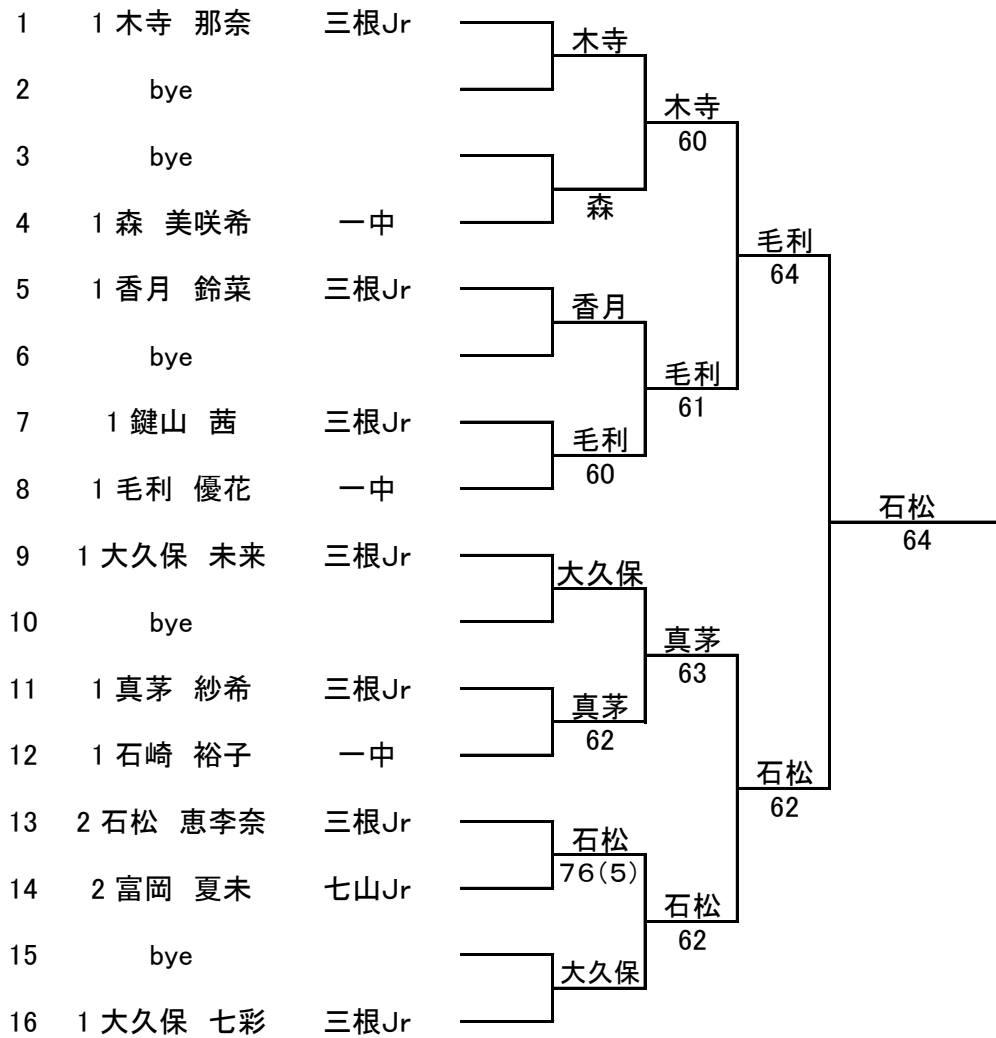 1 1 木寺 那奈 三根Jr
木寺
2 bye
木寺
60
3 bye
森
4 1 森 美咲希 一中
毛利
64
5 1 香月 鈴菜 三根Jr
香月
6 bye
毛利
61
7 1 鍵山 茜 三根Jr
毛利
60
8 1 毛利 優花 一中
石松
64
9 1 大久保 未来 三根Jr
大久保
10 bye
真茅
63
11 1 真茅 紗希 三根Jr
真茅
62
12 1 石崎 裕子 一中
石松
62
13 2 石松 恵李奈 三根Jr
石松
76(5)
14 2 富岡 夏未 七山Jr
石松
62
15 bye
大久保
16 1 大久保 七彩 三根Jr